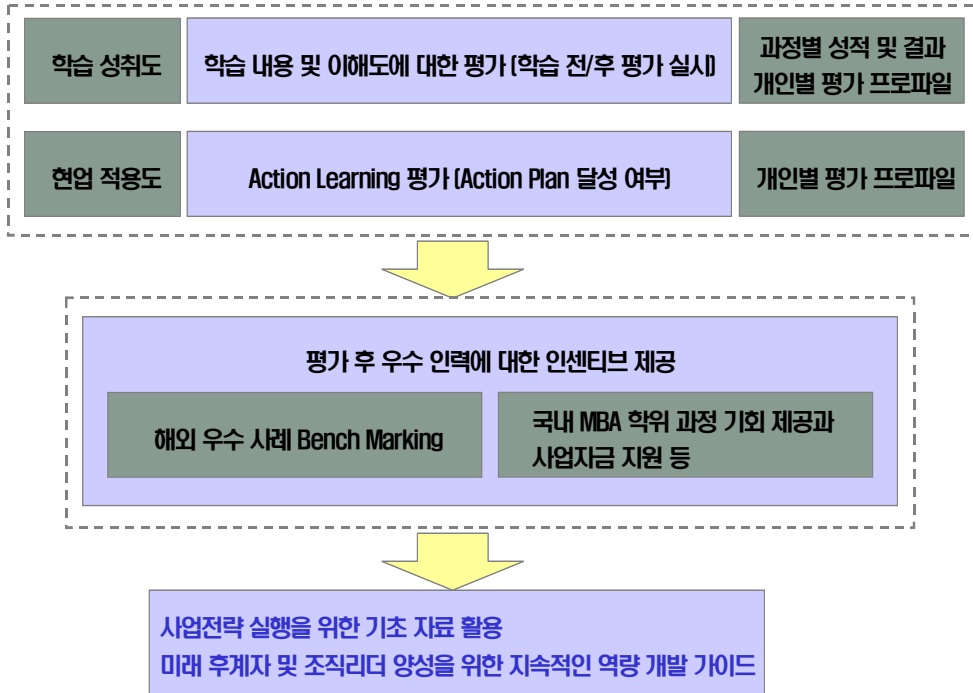 학습 성취도
학습 내용 및 이해도에 대한 평가 (학습 전/후 평가 실시)
과정별 성적 및 결과
개인별 평가 프로파일
현업 적용도
Action Learning 평가 (Action Plan 달성 여부)
개인별 평가 프로파일
평가 후 우수 인력에 대한 인센티브 제공
해외 우수 사례 Bench Marking
국내 MBA 학위 과정 기회 제공과
사업자금 지원 등
사업전략 실행을 위한 기초 자료 활용
미래 후계자 및 조직리더 양성을 위한 지속적인 역량 개발 가이드